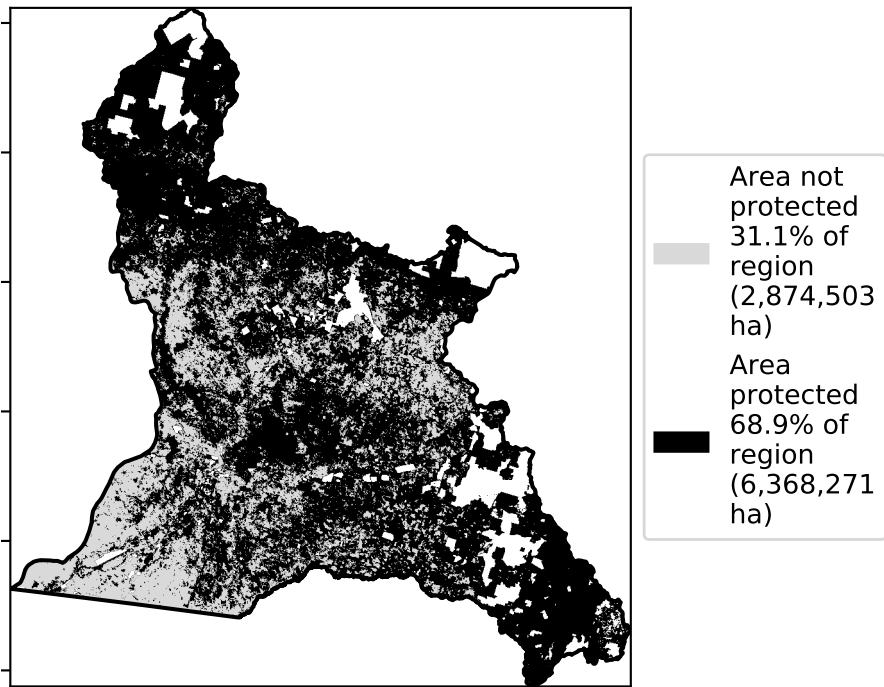 Area not
protected
31.1% of
region
(2,874,503
ha)
Area
protected
68.9% of
region
(6,368,271
ha)